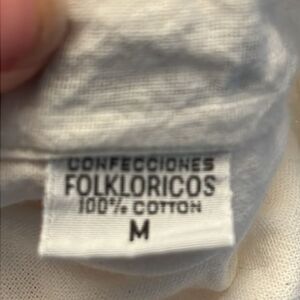 CONFECCIONES
FOLKLORICOS
100% COTTON
M